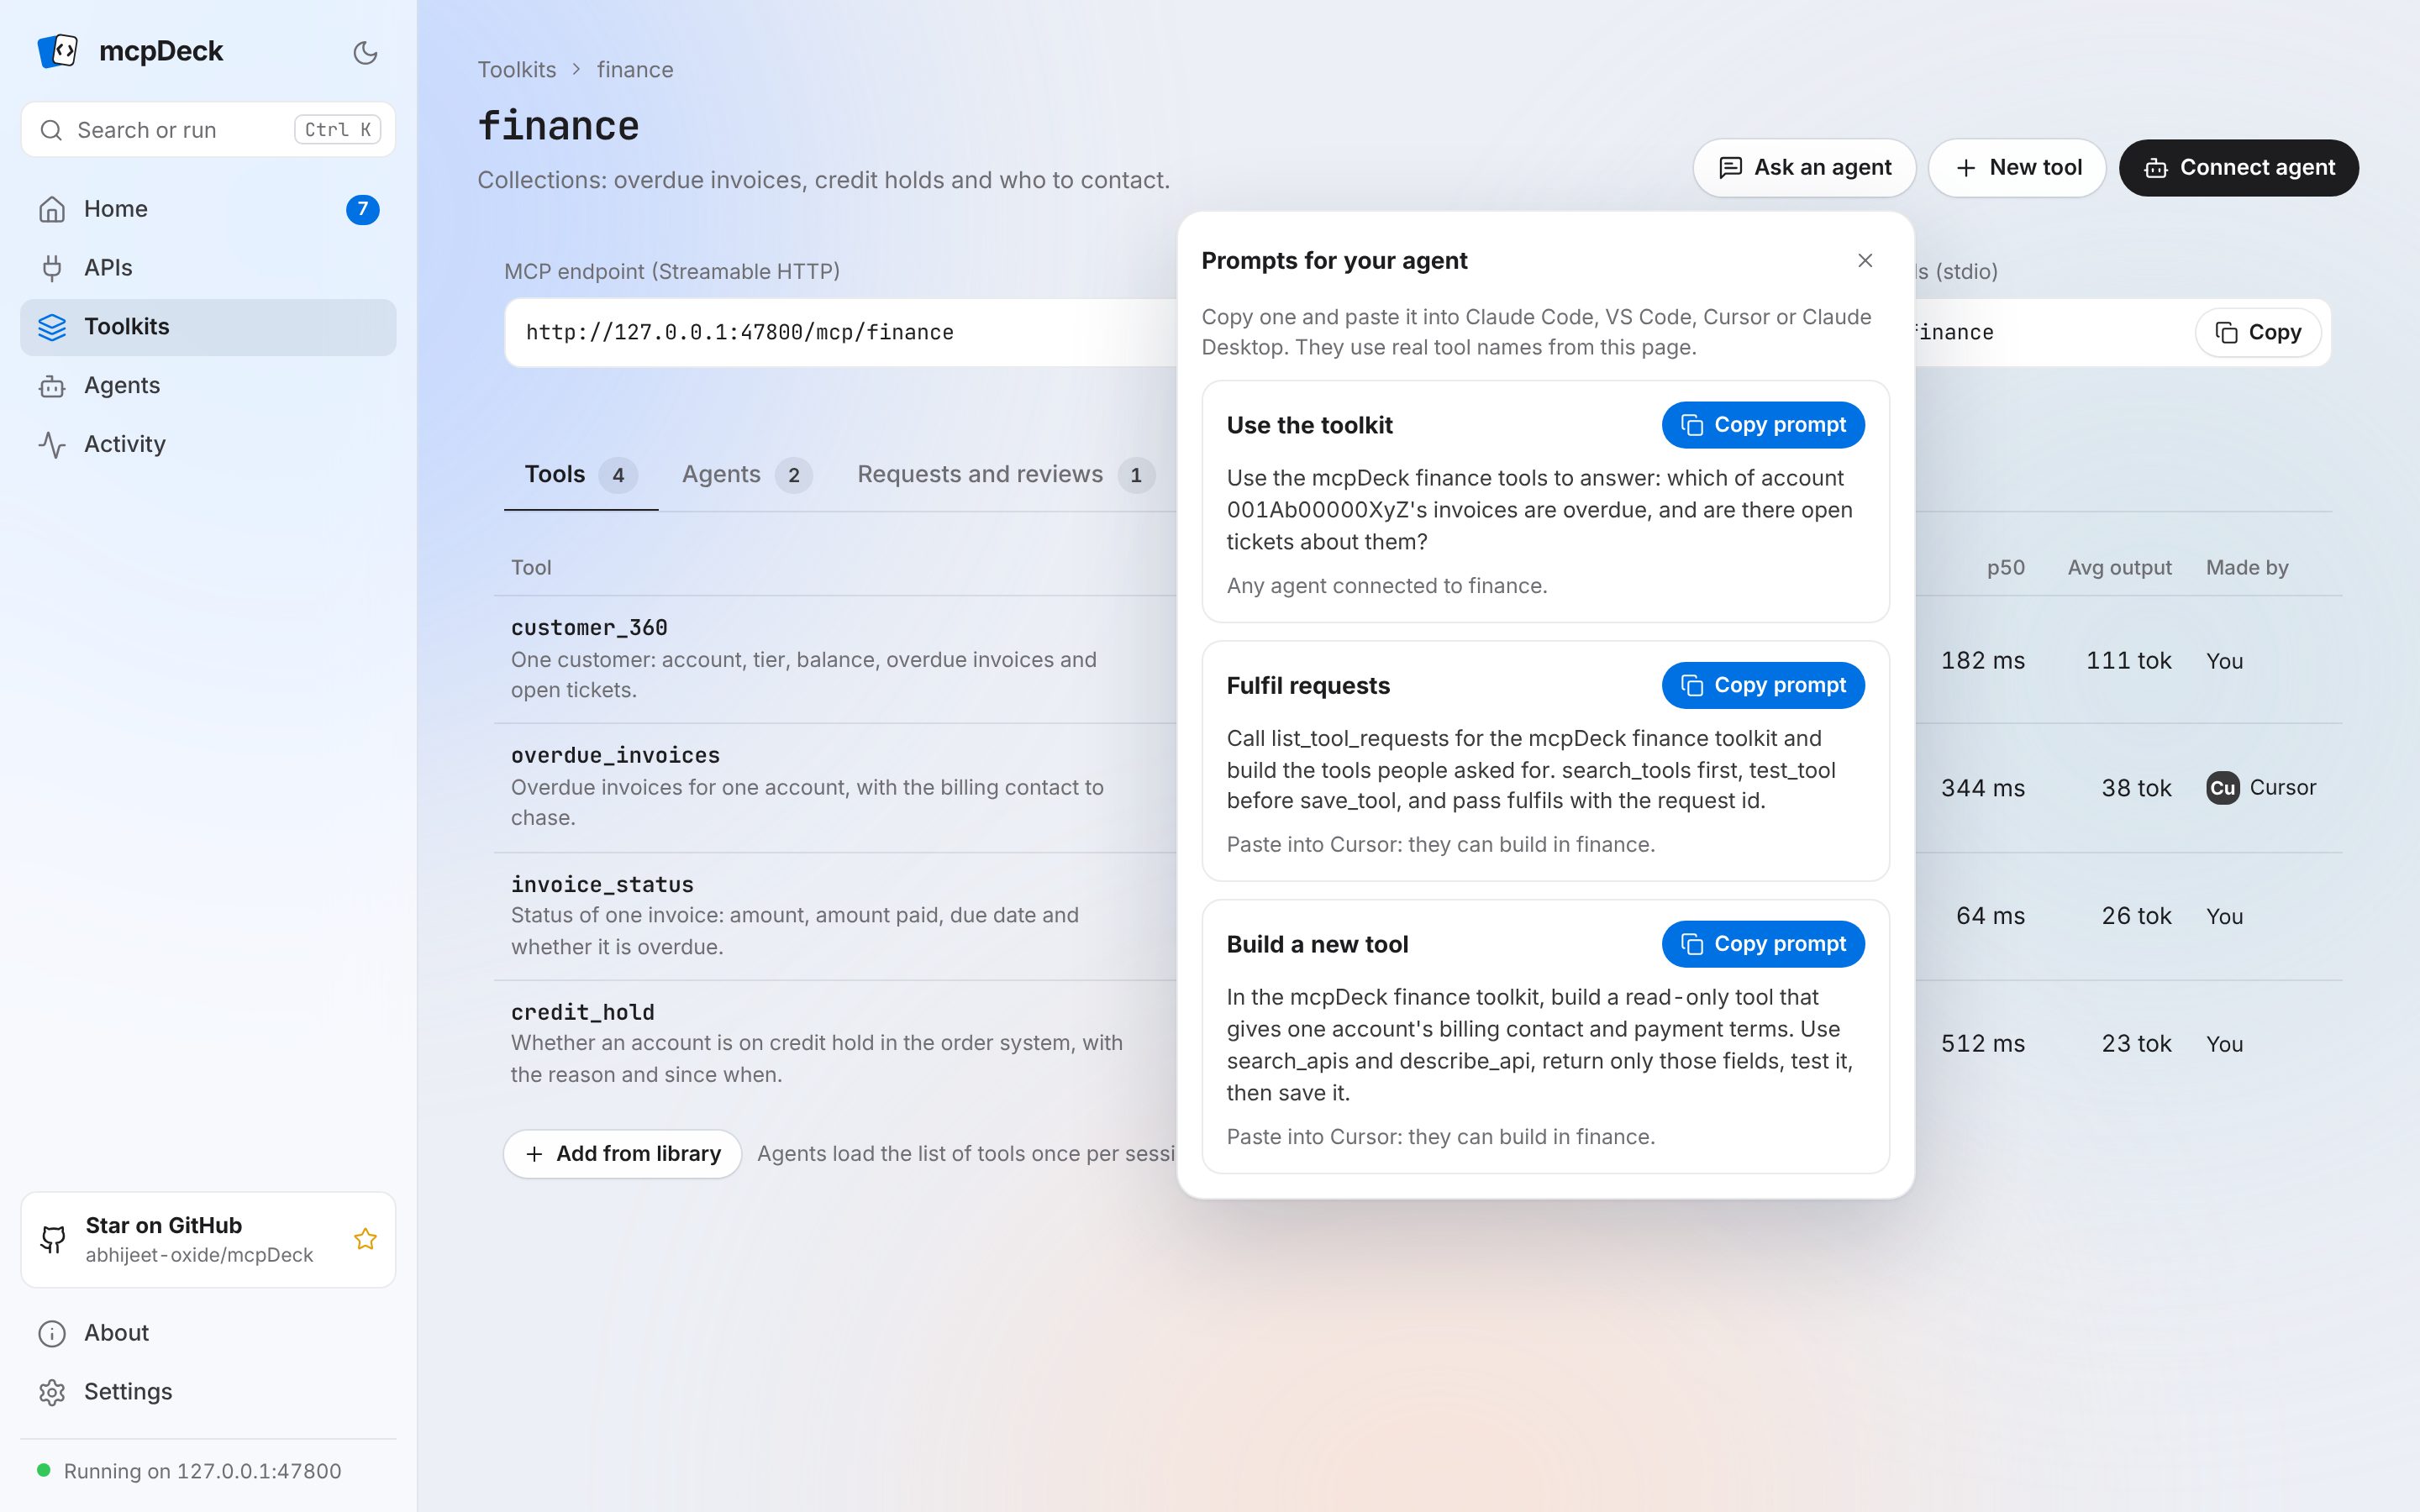 mcpDeck
Search or run
Ctrl K
Home
7
APIs
Toolkits
Agents
Activity
Star on GitHub
abhijeet-oxide/mcpDeck
About
Settings
Running on 127.0.0.1:47800
Toolkits > finance
finance
Collections: overdue invoices, credit holds and who to contact.
Ask an agent
New tool
Connect agent
MCP endpoint (Streamable HTTP)
http://127.0.0.1:47800/mcp/finance
(stdio)
finance
Copy
Tools 4
Agents 2
Requests and reviews 1
Tool
p50
Avg output
Made by
customer_360
One customer: account, tier, balance, overdue invoices and
open tickets.
182 ms
111 tok
You
overdue_invoices
Overdue invoices for one account, with the billing contact to
chase.
344 ms
38 tok
Cu Cursor
invoice_status
Status of one invoice: amount, amount paid, due date and
whether it is overdue.
64 ms
26 tok
You
credit_hold
Whether an account is on credit hold in the order system, with
the reason and since when.
512 ms
23 tok
You
Add from library
Agents load the list of tools once per sessi
Prompts for your agent
Copy one and paste it into Claude Code, VS Code, Cursor or Claude
Desktop. They use real tool names from this page.
Use the toolkit
Copy prompt
Use the mcpDeck finance tools to answer: which of account
001Ab00000XyZ's invoices are overdue, and are there open
tickets about them?
Any agent connected to finance.
Fulfil requests
Copy prompt
Call list_tool_requests for the mcpDeck finance toolkit and
build the tools people asked for. search_tools first, test_tool
before save_tool, and pass fulfils with the request id.
Paste into Cursor: they can build in finance.
Build a new tool
Copy prompt
In the mcpDeck finance toolkit, build a read-only tool that
gives one account's billing contact and payment terms. Use
search_apis and describe_api, return only those fields, test it,
then save it.
Paste into Cursor: they can build in finance.